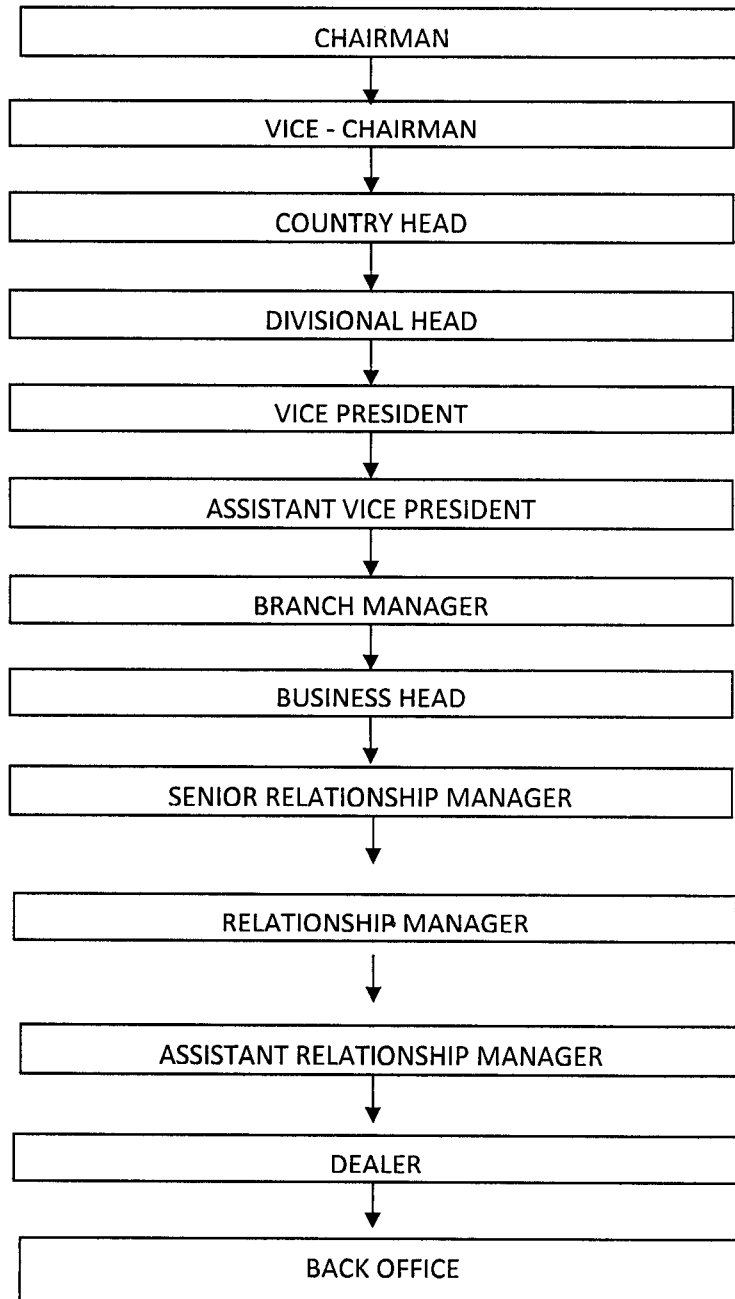 CHAIRMAN
VICE - CHAIRMAN
COUNTRY HEAD
DIVISIONAL HEAD
VICE PRESIDENT
ASSISTANT VICE PRESIDENT
BRANCH MANAGER
BUSINESS HEAD
SENIOR RELATIONSHIP MANAGER
RELATIONSHIP MANAGER
ASSISTANT RELATIONSHIP MANAGER
DEALER
BACK OFFICE